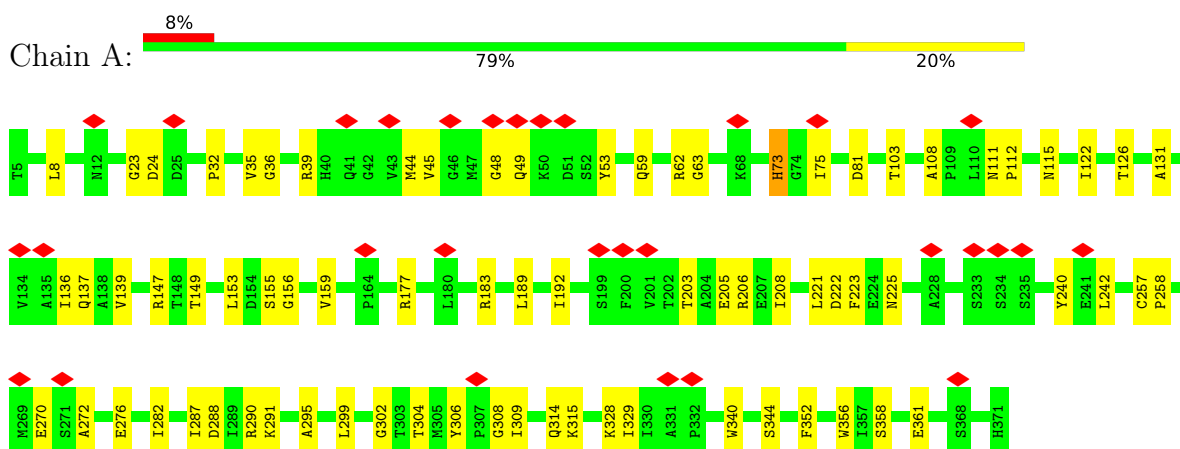 8%
Chain A:
79%
20%
T5 L8 N12 G23 D24 D25 P32 V35 G36 R39 H40 Q41 G42 V43 M44 V45 G46 M47 G48 Q49 K50 D51 S52 Y53 Q59 R62 G63 K68 H73 G74 I75 D81 T103 A108 P109 L110 N111 P112 N115 I122 T126 A131
V134 A135 I136 Q137 A138 V139 R147 T148 T149 L153 D154 S155 G156 V159 P164 R177 L180 R183 L189 I192 S199 F200 V201 T202 T203 A204 E205 R206 E207 I208 L221 D222 F223 E224 N225 A228 S233 S234 S235 Y240 E241 L242 C257 P258
M269 E270 S271 A272 E276 I282 I287 D288 I289 R290 K291 A295 L299 G302 T303 T304 M305 Y306 P307 G308 I309 Q314 K315 K328 I329 I330 A331 P332 W340 S344 F352 W356 I357 S358 E361 S368 H371